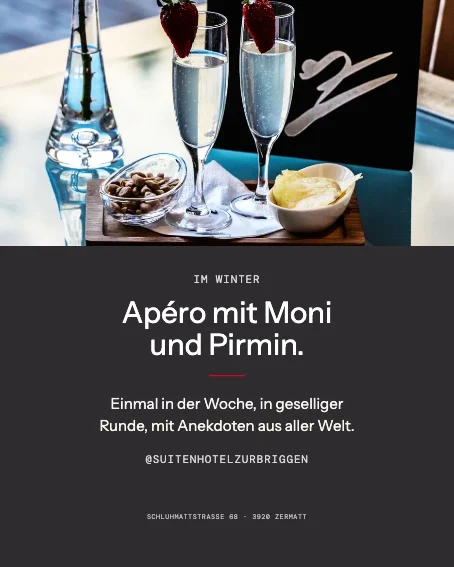 IM WINTER
Apéro mit Moni
und Pirmin.
Einmal in der Woche, in geselliger
Runde, mit Anekdoten aus aller Welt.
@SUITENHOTELZURBRIGGEN
SCHLUHMATTSTRASSE 68 - 3920 ZERMATT